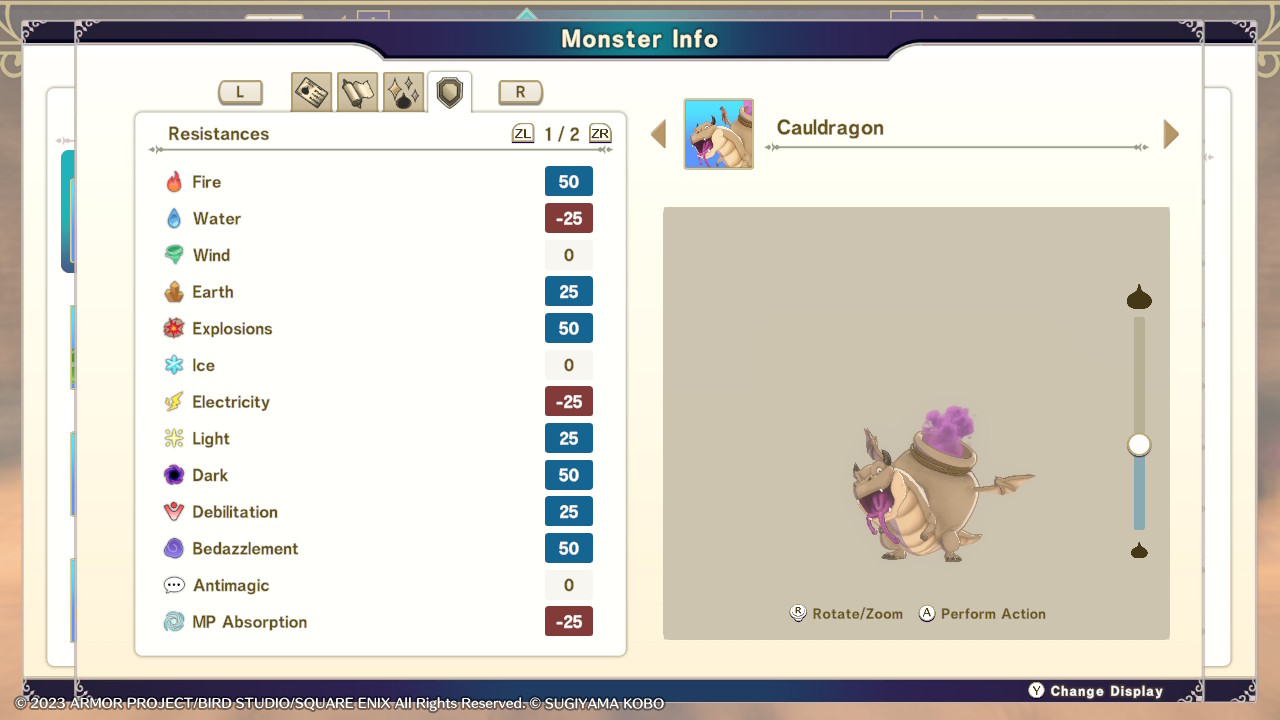 Monster Info
L
R
Resistances
ZL 1 / 2 ZR
Cauldragon
Fire 50
Water -25
Wind 0
Earth 25
Explosions 50
Ice 0
Electricity -25
Light 25
Dark 50
Debilitation 25
Bedazzlement 50
Antimagic 0
MP Absorption -25
R Rotate/Zoom A Perform Action
Y Change Display
© 2023 ARMOR PROJECT/BIRD STUDIO/SQUARE ENIX All Rights Reserved. © SUGIYAMA KOBO